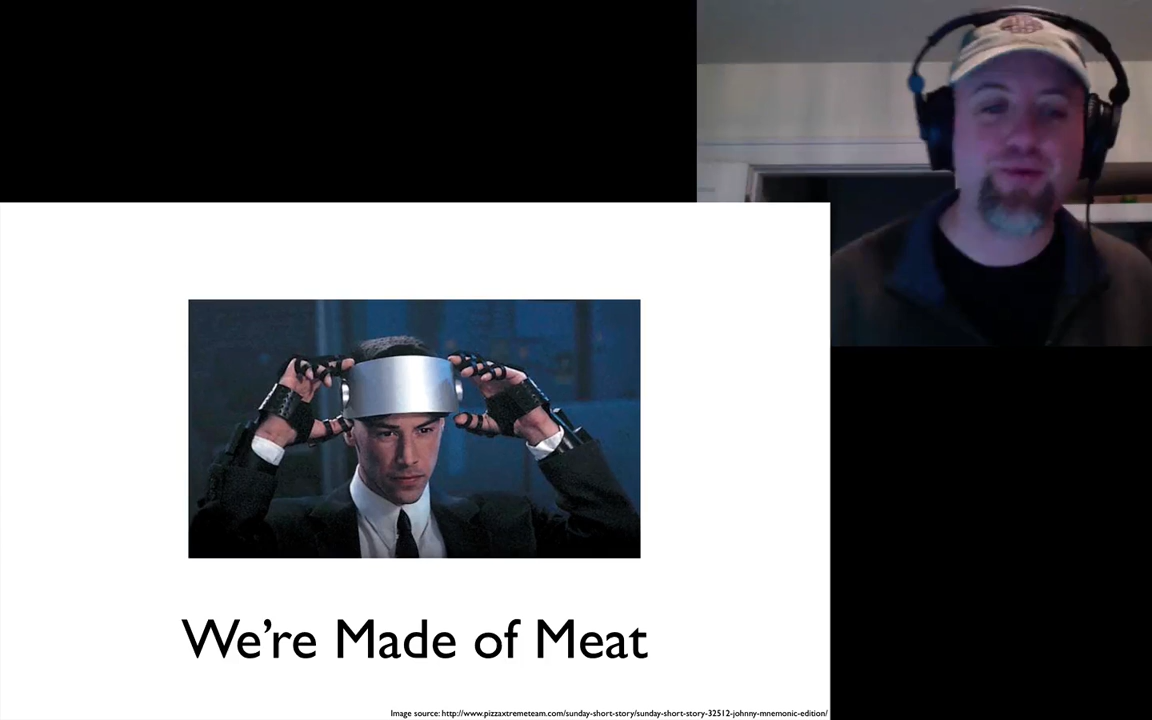 We're Made of Meat
Image source: http://www.pizzaxtremeteam.com/sunday-short-story/sunday-short-story-32512-johnny-mnemonic-edition/